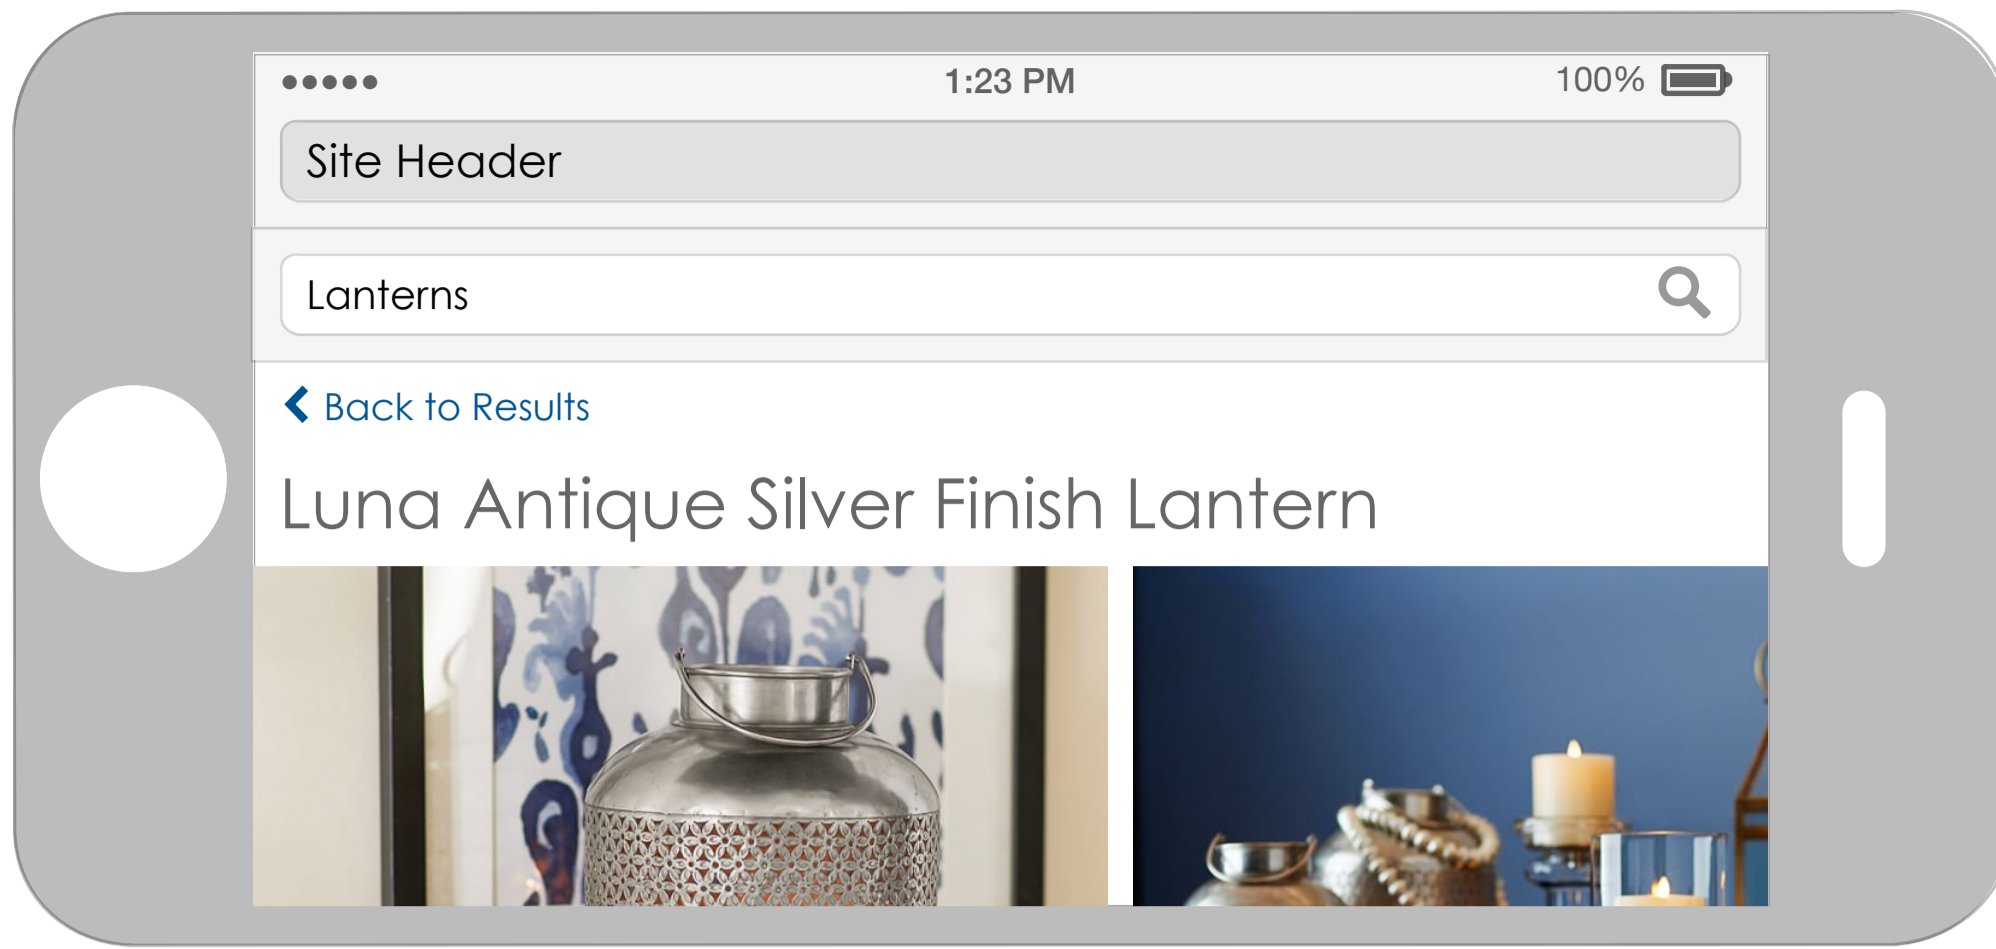 1:23 PM
100%
Site Header
Lanterns
Back to Results
Luna Antique Silver Finish Lantern